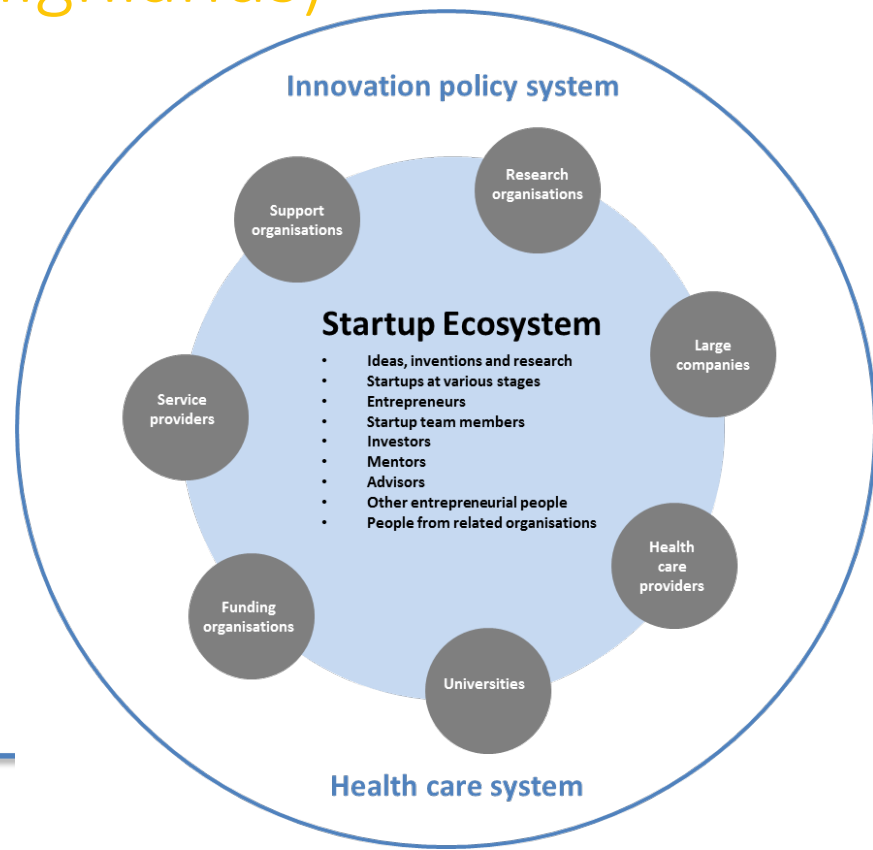 Innovation policy system
Research
organisations
Support
organisations
Startup Ecosystem
• Ideas, inventions and research
• Startups at various stages
• Entrepreneurs
• Startup team members
• Investors
• Mentors
• Advisors
• Other entrepreneurial people
• People from related organisations
Large
companies
Service
providers
Health
care
providers
Funding
organisations
Universities
Health care system